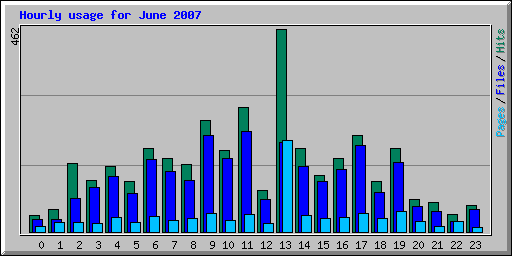 Hourly usage for June 2007
462
Pages / Files / Hits
0 1 2 3 4 5 6 7 8 9 10 11 12 13 14 15 16 17 18 19 20 21 22 23